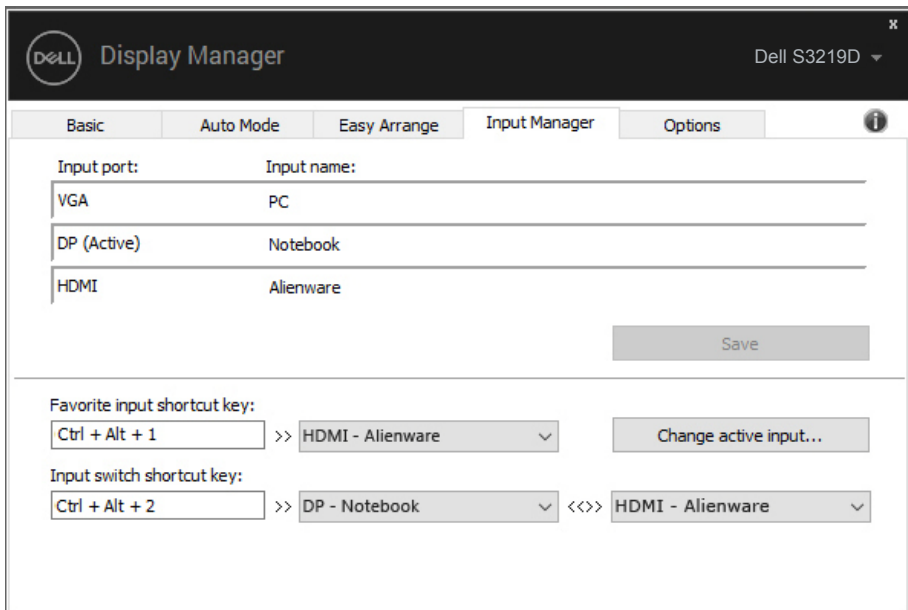 x
DELL Display Manager Dell S3219D
Basic Auto Mode Easy Arrange Input Manager Options i
Input port: Input name:
VGA PC
DP (Active) Notebook
HDMI Alienware
Save
Favorite input shortcut key:
Ctrl + Alt + 1 >> HDMI - Alienware Change active input...
Input switch shortcut key:
Ctrl + Alt + 2 >> DP - Notebook <<>> HDMI - Alienware